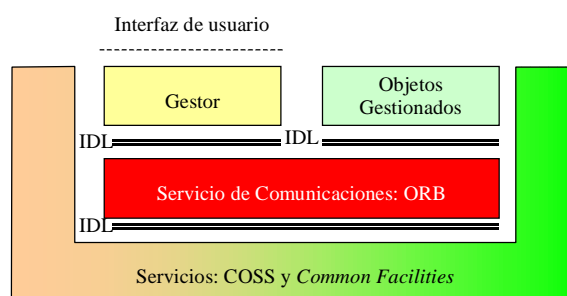 Interfaz de usuario
Gestor
Objetos
Gestionados
IDL
IDL
Servicio de Comunicaciones: ORB
IDL
Servicios: COSS y Common Facilities